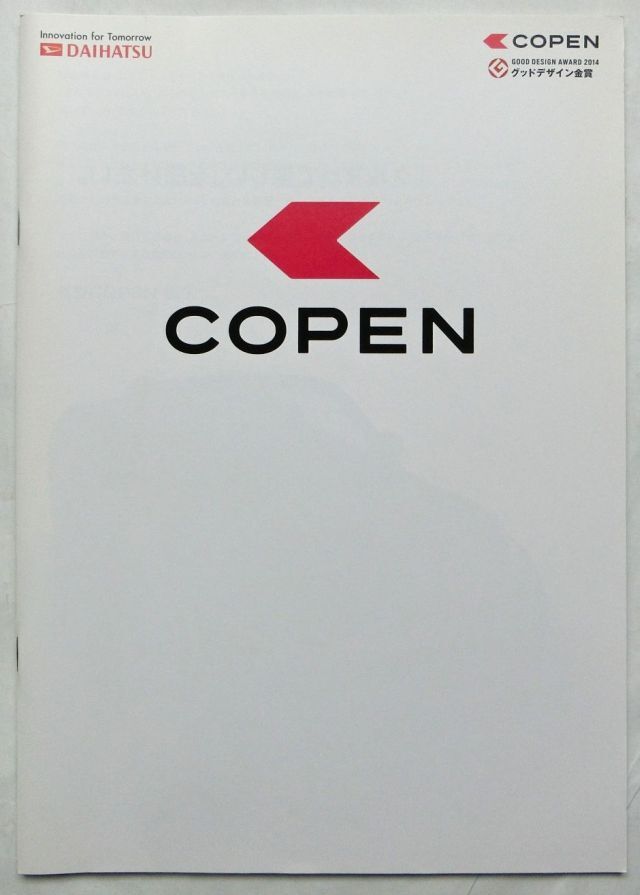 Innovation for Tomorrow
DAIHATSU
COPEN
GOOD DESIGN AWARD 2014
グッドデザイン金賞
COPEN